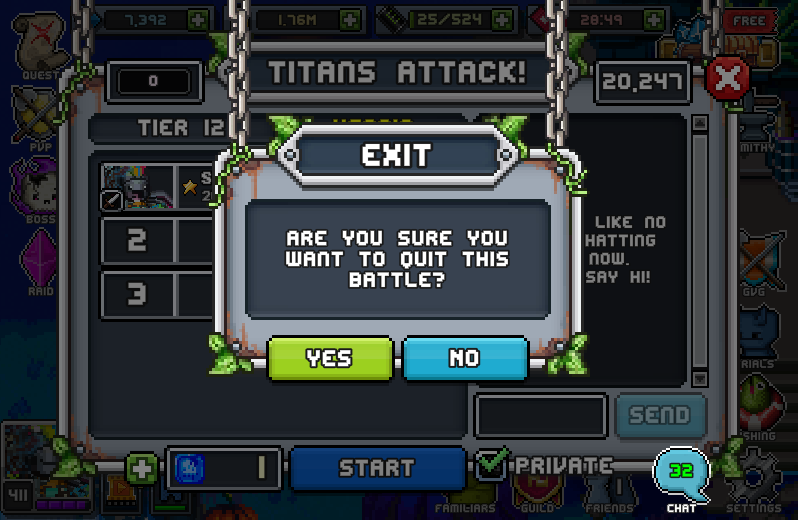 7,392
1.76M
25/524
28:49
FREE
QUEST
0
TITANS ATTACK!
20,247
TIER 12
PVP
EXIT
BOSS
2
ARE YOU SURE YOU
WANT TO QUIT THIS
BATTLE?
LIKE NO
HATTING
NOW.
SAY HI!
RAID
3
GVG
YES
NO
SEND
START
PRIVATE
1
32
411
FAMILIARS
GUILD
FRIENDS
CHAT
SETTINGS